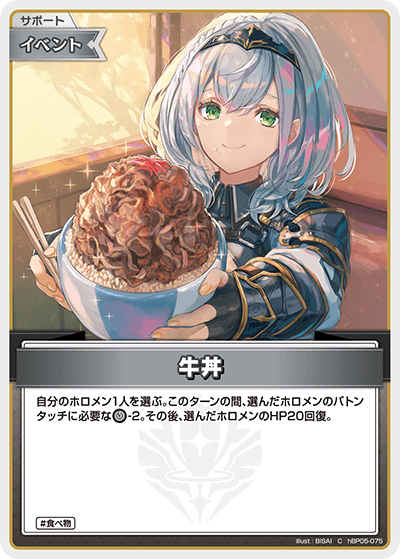 サポート
イベント
牛丼
自分のホロメン1人を選ぶ。このターンの間、選んだホロメンのバトン
タッチに必要な-2。その後、選んだホロメンのHP20回復。
#食べ物
illust : BISAI C hBP05-075